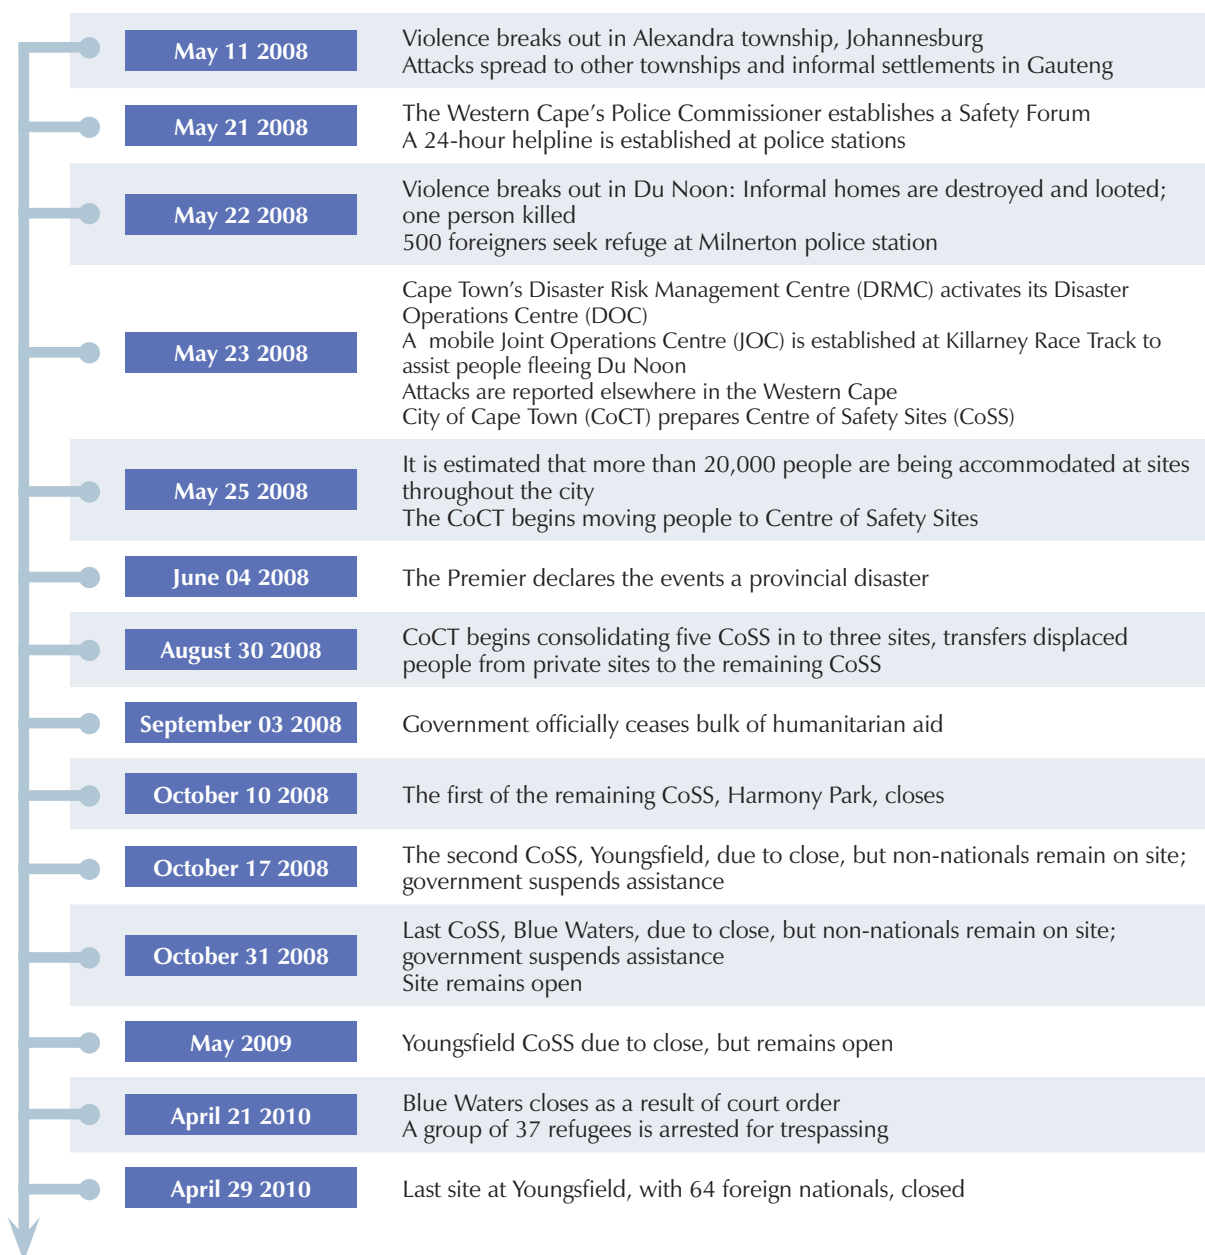 May 11 2008
Violence breaks out in Alexandra township, Johannesburg
Attacks spread to other townships and informal settlements in Gauteng
May 21 2008
The Western Cape's Police Commissioner establishes a Safety Forum
A 24-hour helpline is established at police stations
May 22 2008
Violence breaks out in Du Noon: Informal homes are destroyed and looted;
one person killed
500 foreigners seek refuge at Milnerton police station
May 23 2008
Cape Town's Disaster Risk Management Centre (DRMC) activates its Disaster
Operations Centre (DOC)
A mobile Joint Operations Centre (JOC) is established at Killarney Race Track to
assist people fleeing Du Noon
Attacks are reported elsewhere in the Western Cape
City of Cape Town (CoCT) prepares Centre of Safety Sites (CoSS)
May 25 2008
It is estimated that more than 20,000 people are being accommodated at sites
throughout the city
The CoCT begins moving people to Centre of Safety Sites
June 04 2008
The Premier declares the events a provincial disaster
August 30 2008
CoCT begins consolidating five CoSS in to three sites, transfers displaced
people from private sites to the remaining CoSS
September 03 2008
Government officially ceases bulk of humanitarian aid
October 10 2008
The first of the remaining CoSS, Harmony Park, closes
October 17 2008
The second CoSS, Youngsfield, due to close, but non-nationals remain on site;
government suspends assistance
October 31 2008
Last CoSS, Blue Waters, due to close, but non-nationals remain on site;
government suspends assistance
Site remains open
May 2009
Youngsfield CoSS due to close, but remains open
April 21 2010
Blue Waters closes as a result of court order
A group of 37 refugees is arrested for trespassing
April 29 2010
Last site at Youngsfield, with 64 foreign nationals, closed